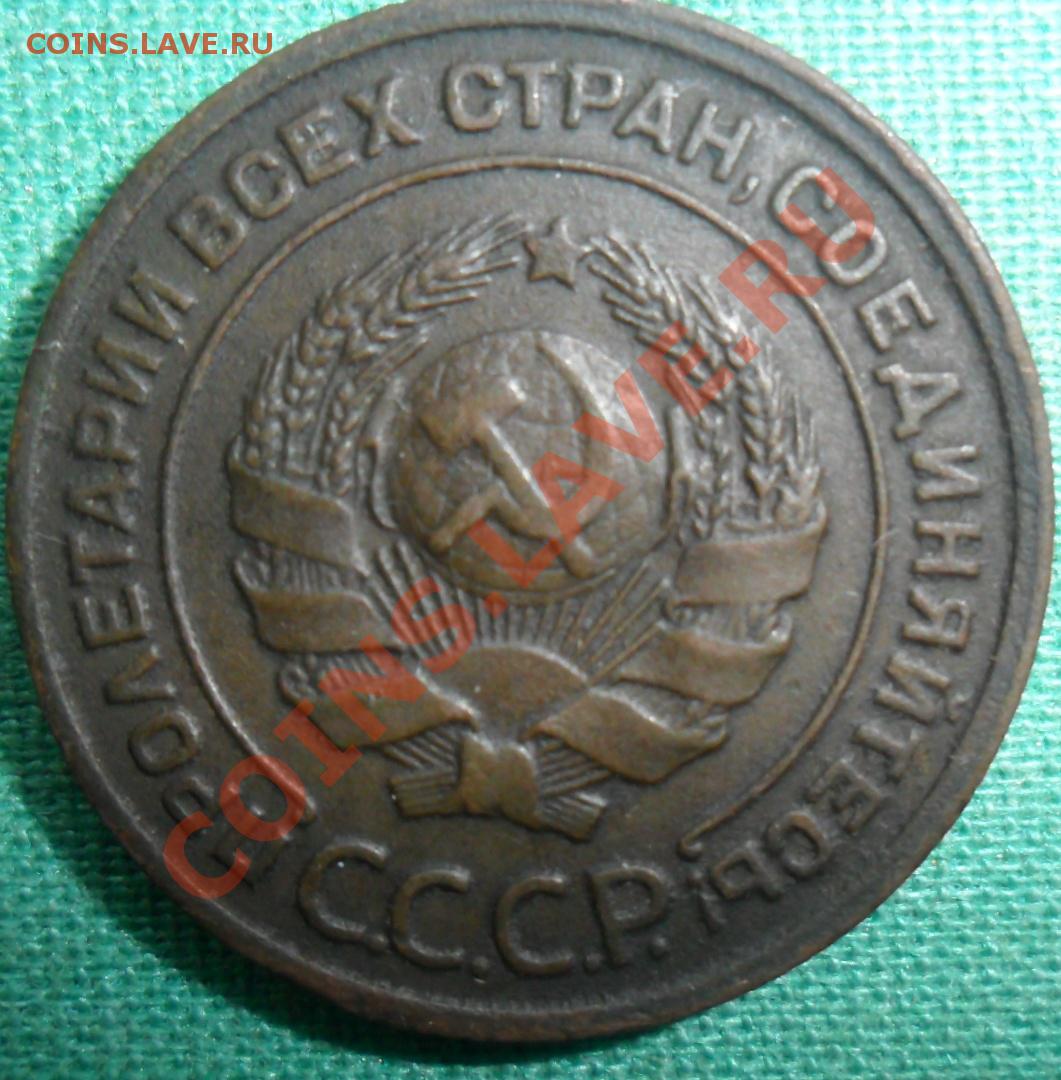 COINS.LAVE.RU
ПРОЛЕТАРИИ ВСЕХ СТРАН, СОЕДИНЯЙТЕСЬ!
С.С.С.Р.
COINS.LAVE.RU